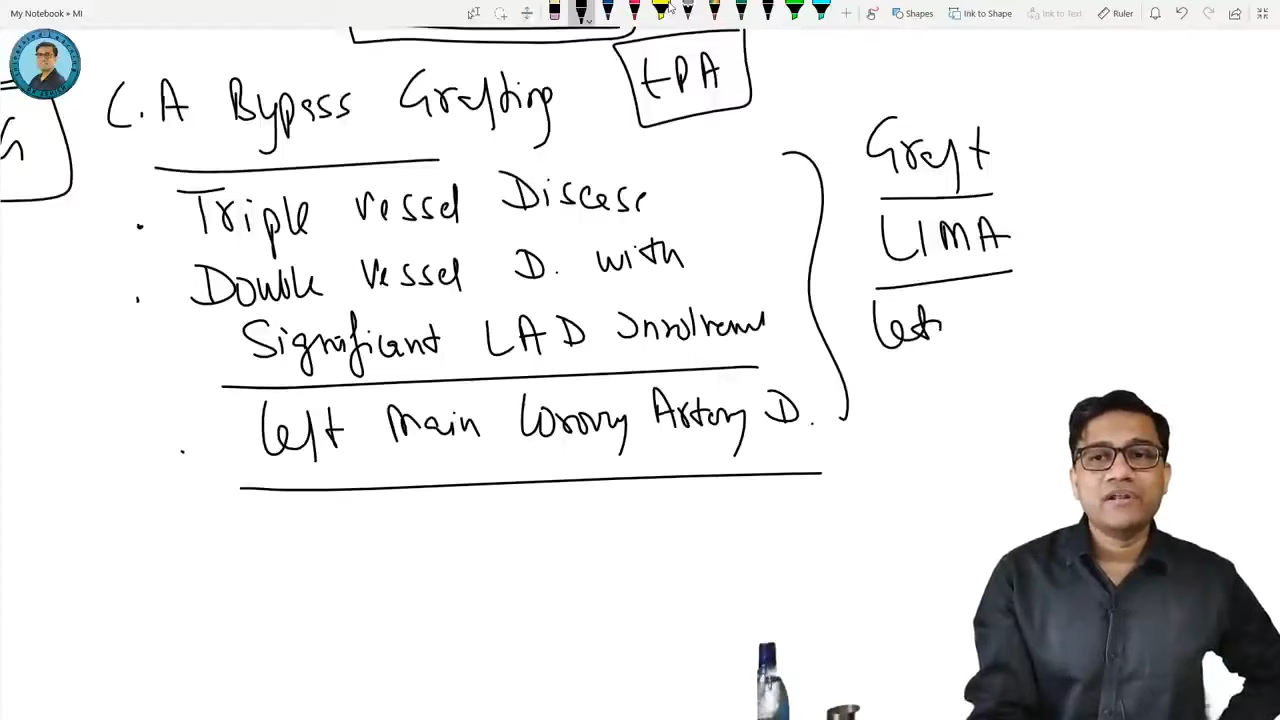 My Notebook » MI
Shapes
Ink to Shape
Ink to Text
Ruler
tPA
C.A Bypass Grafting
Triple vessel Disease
Double vessel D. with
Significant LAD involvement
left main Coronary Artery D.
Graft
LIMA
left